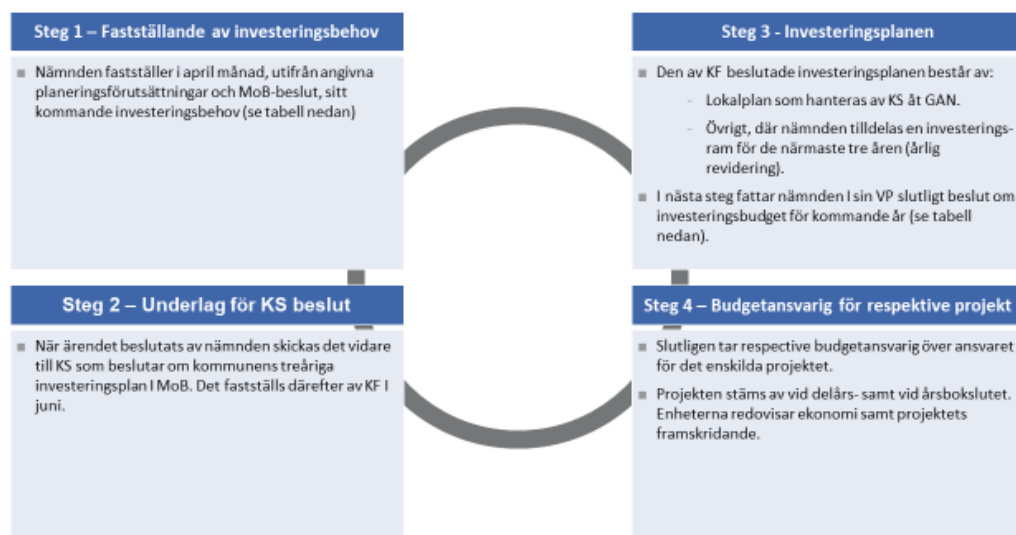 Steg 1 – Fastställande av investeringsbehov
Nämnden fastställer i april månad, utifrån angivna
planeringsförutsättningar och MoB-beslut, sitt
kommande investeringsbehov (se tabell nedan)
Steg 2 – Underlag för KS beslut
När ärendet beslutats av nämnden skickas det vidare
till KS som beslutar om kommunens treåriga
investeringsplan I MoB. Det fastställs därefter av KF I
juni.
Steg 3 - Investeringsplanen
Den av KF beslutade investeringsplanen består av:
- Lokalplan som hanteras av KS åt GAN.
- Övrigt, där nämnden tilldelas en investerings-
ram för de närmaste tre åren (årlig
revidering).
I nästa steg fattar nämnden I sin VP slutligt beslut om
investeringsbudget för kommande år (se tabell
nedan).
Steg 4 – Budgetansvarig för respektive projekt
Slutligen tar respective budgetansvarig över ansvaret
för det enskilda projektet.
Projekten stäms av vid delårs- samt vid årsbokslutet.
Enheterna redovisar ekonomi samt projektets
framskridande.